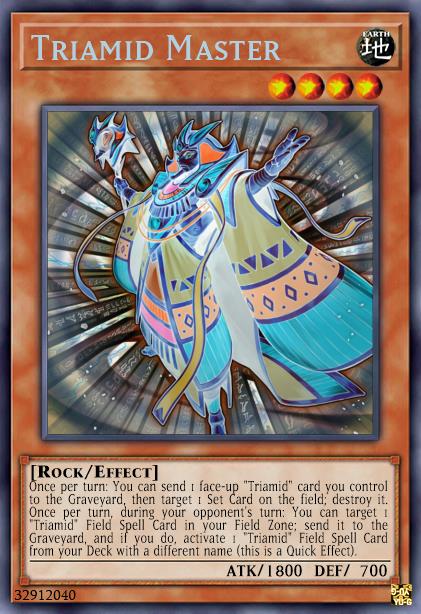 Triamid Master
EARTH
地
[Rock/Effect]
Once per turn: You can send 1 face-up "Triamid" card you control
to the Graveyard, then target 1 Set Card on the field; destroy it.
Once per turn, during your opponent's turn: You can target 1
"Triamid" Field Spell Card in your Field Zone; send it to the
Graveyard, and if you do, activate 1 "Triamid" Field Spell Card
from your Deck with a different name (this is a Quick Effect).
ATK/1800 DEF/ 700
32912040